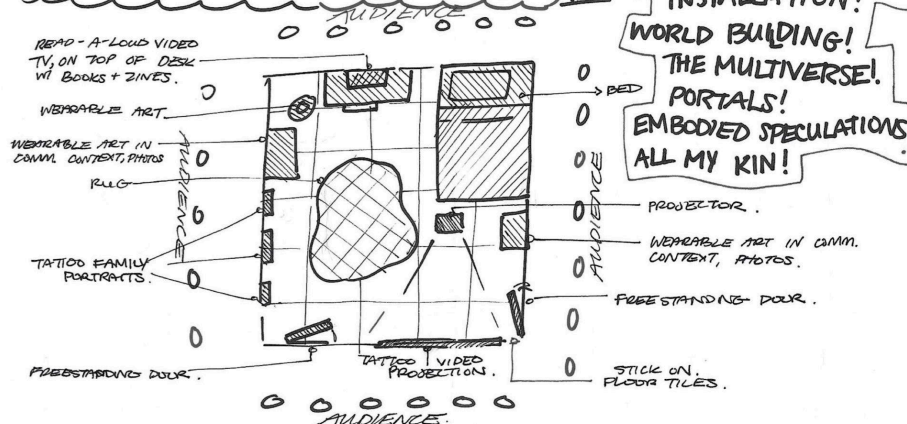 AUDIENCE
INSTALLATION!
WORLD BUILDING!
THE MULTIVERSE!
PORTALS!
EMBODIED SPECULATIONS
ALL MY KIN!
READ-A-LOUD VIDEO
TV, ON TOP OF DESK
W/ BOOKS + ZINES.
WEARABLE ART
WEARABLE ART IN
COMM. CONTEXT, PHOTOS
RUG
AUDIENCE
TATTOO FAMILY
PORTRAITS.
FREESTANDING DOOR.
TATTOO VIDEO
PROJECTION.
BED
AUDIENCE
PROJECTOR.
WEARABLE ART IN COMM.
CONTEXT, PHOTOS.
FREESTANDING DOOR.
STICK ON
FLOOR TILES.
AUDIENCE.